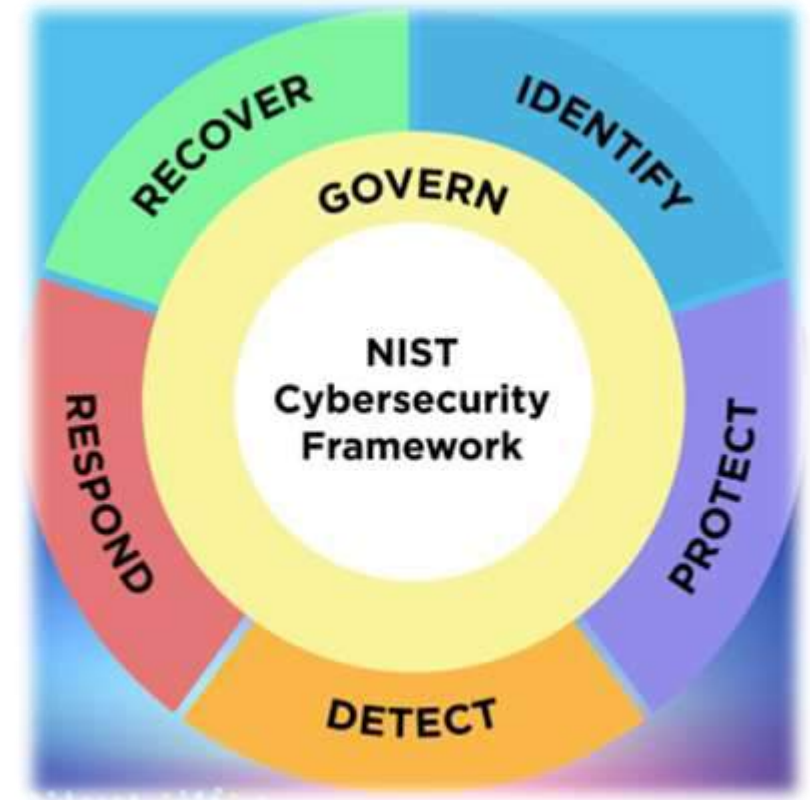 RECOVER
IDENTIFY
GOVERN
NIST
Cybersecurity
Framework
RESPOND
PROTECT
DETECT